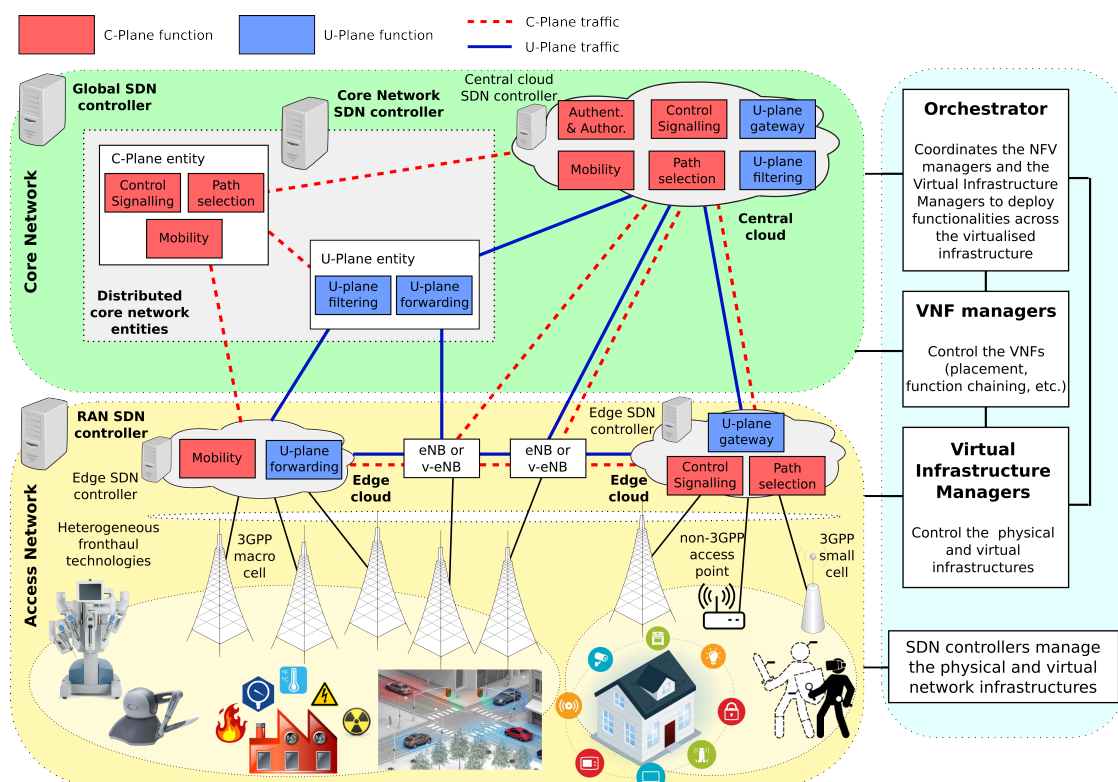 C-Plane function
U-Plane function
C-Plane traffic
U-Plane traffic
Global SDN
controller
Core Network
SDN controller
Central cloud
SDN controller
Authent.
& Author.
Control
Signalling
U-plane
gateway
Mobility
Path
selection
U-plane
filtering
Central
cloud
C-Plane entity
Control
Signalling
Path
selection
Mobility
U-Plane entity
U-plane
filtering
U-plane
forwarding
Distributed
core network
entities
Core Network
RAN SDN
controller
Edge SDN
controller
Mobility
U-plane
forwarding
Edge
cloud
eNB or
v-eNB
eNB or
v-eNB
Edge SDN
controller
U-plane
gateway
Control
Signalling
Path
selection
Edge
cloud
Access Network
Heterogeneous
fronthaul
technologies
3GPP
macro
cell
non-3GPP
access
point
3GPP
small
cell
°F
°C
Orchestrator
Coordinates the NFV
managers and the
Virtual Infrastructure
Managers to deploy
functionalities across
the virtualised
infrastructure
VNF managers
Control the VNFs
(placement,
function chaining, etc.)
Virtual
Infrastructure
Managers
Control the physical
and virtual
infrastructures
SDN controllers manage
the physical and virtual
network infrastructures